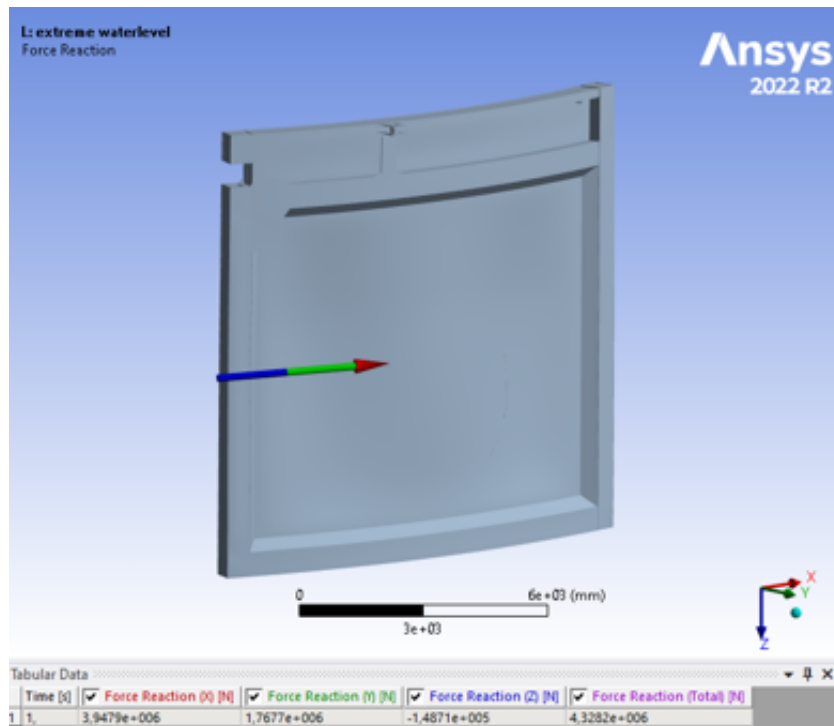 L: extreme waterlevel
Force Reaction
Ansys
2022 R2
0
6e+03 (mm)
3e+03
X
Y
Z
Tabular Data
Time [s] Force Reaction (X) [N] Force Reaction (Y) [N] Force Reaction (Z) [N] Force Reaction (Total) [N]
1 1, 3,9479e+006 1,7677e+006 -1,4871e+005 4,3282e+006